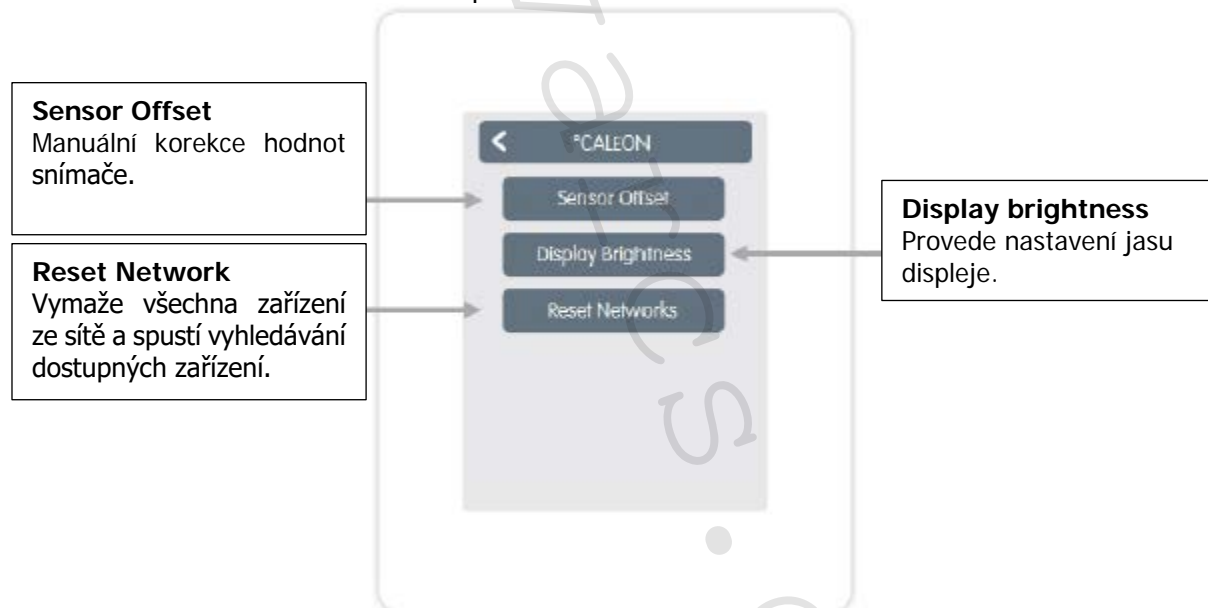 Sensor Offset
Manuální korekce hodnot
snímače.
Reset Network
Vymaže všechna zařízení
ze sítě a spustí vyhledávání
dostupných zařízení.
°CALEON
Sensor Offset
Display Brightness
Reset Networks
Display brightness
Provede nastavení jasu
displeje.